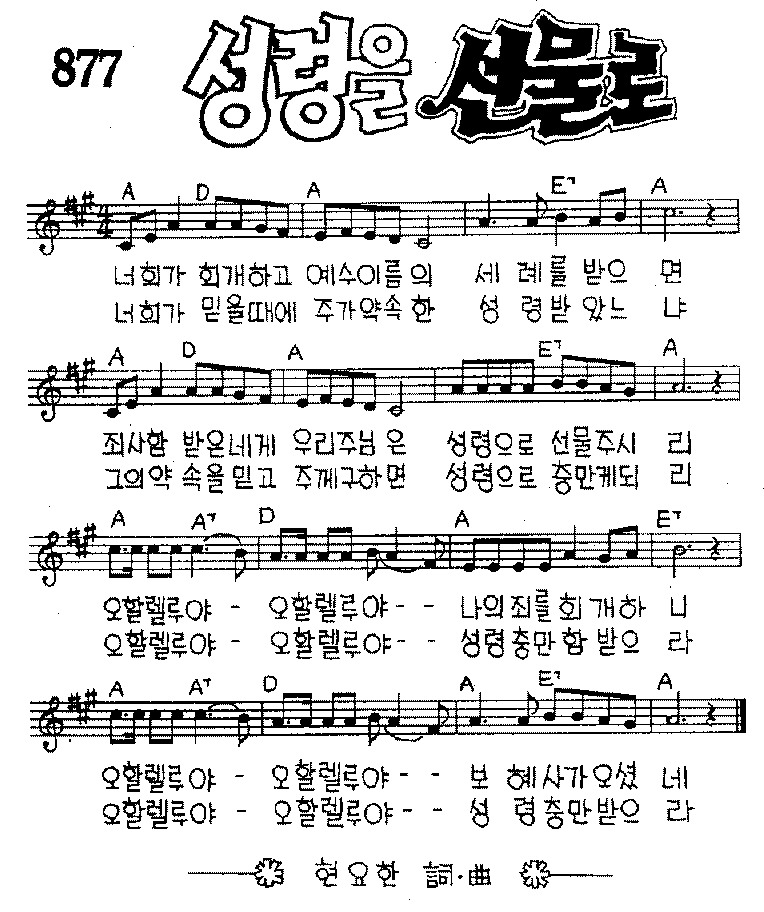 877 성령을 선물로
A D A E7 A
너희가 회개하고 예수이름의 세 례를 받으 면
너희가 믿을때에 주가약속한 성 령받았느 냐
A D A E7 A
죄사함 받은네게 우리주님은 성령으로 선물주시 리
그의약속을믿고 주께구하면 성령으로 충만케되 리
A A7 D A E7
오할렐루야 - 오할렐루야 - - 나의죄를회개하 니
오할렐루야 - 오할렐루야 - - 성령충만함받으 라
A A7 D A E7 A
오할렐루야 - 오할렐루야 - - 보 혜사가오셨 네
오할렐루야 - 오할렐루야 - - 성 령충만받으 라
현요한 詞·曲